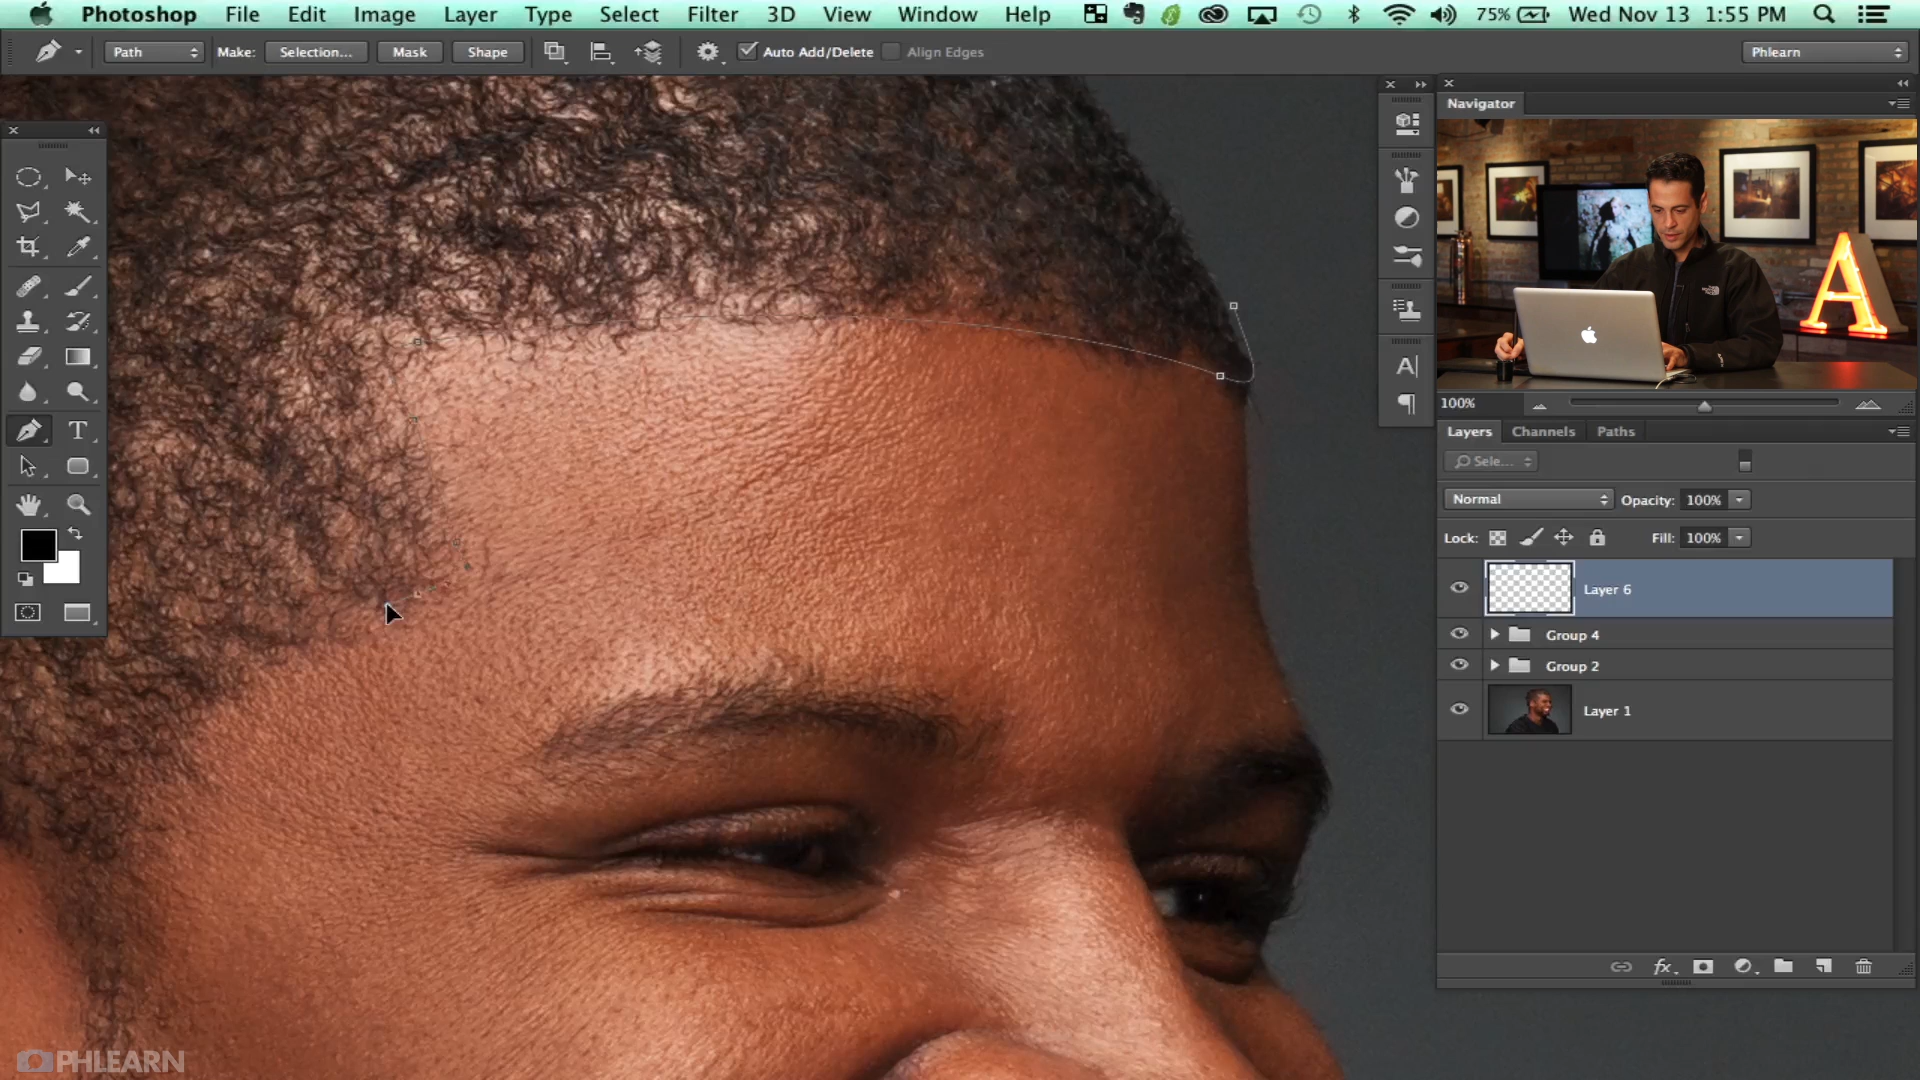 Photoshop File Edit Image Layer Type Select Filter 3D View Window Help 75% Wed Nov 13 1:55 PM
Path Make: Selection... Mask Shape Auto Add/Delete Align Edges Phlearn
Navigator
A
100%
Layers Channels Paths
Sele...
Normal Opacity: 100%
Lock: Fill: 100%
Layer 6
Group 4
Group 2
Layer 1
fx
T
A|
PHLEARN